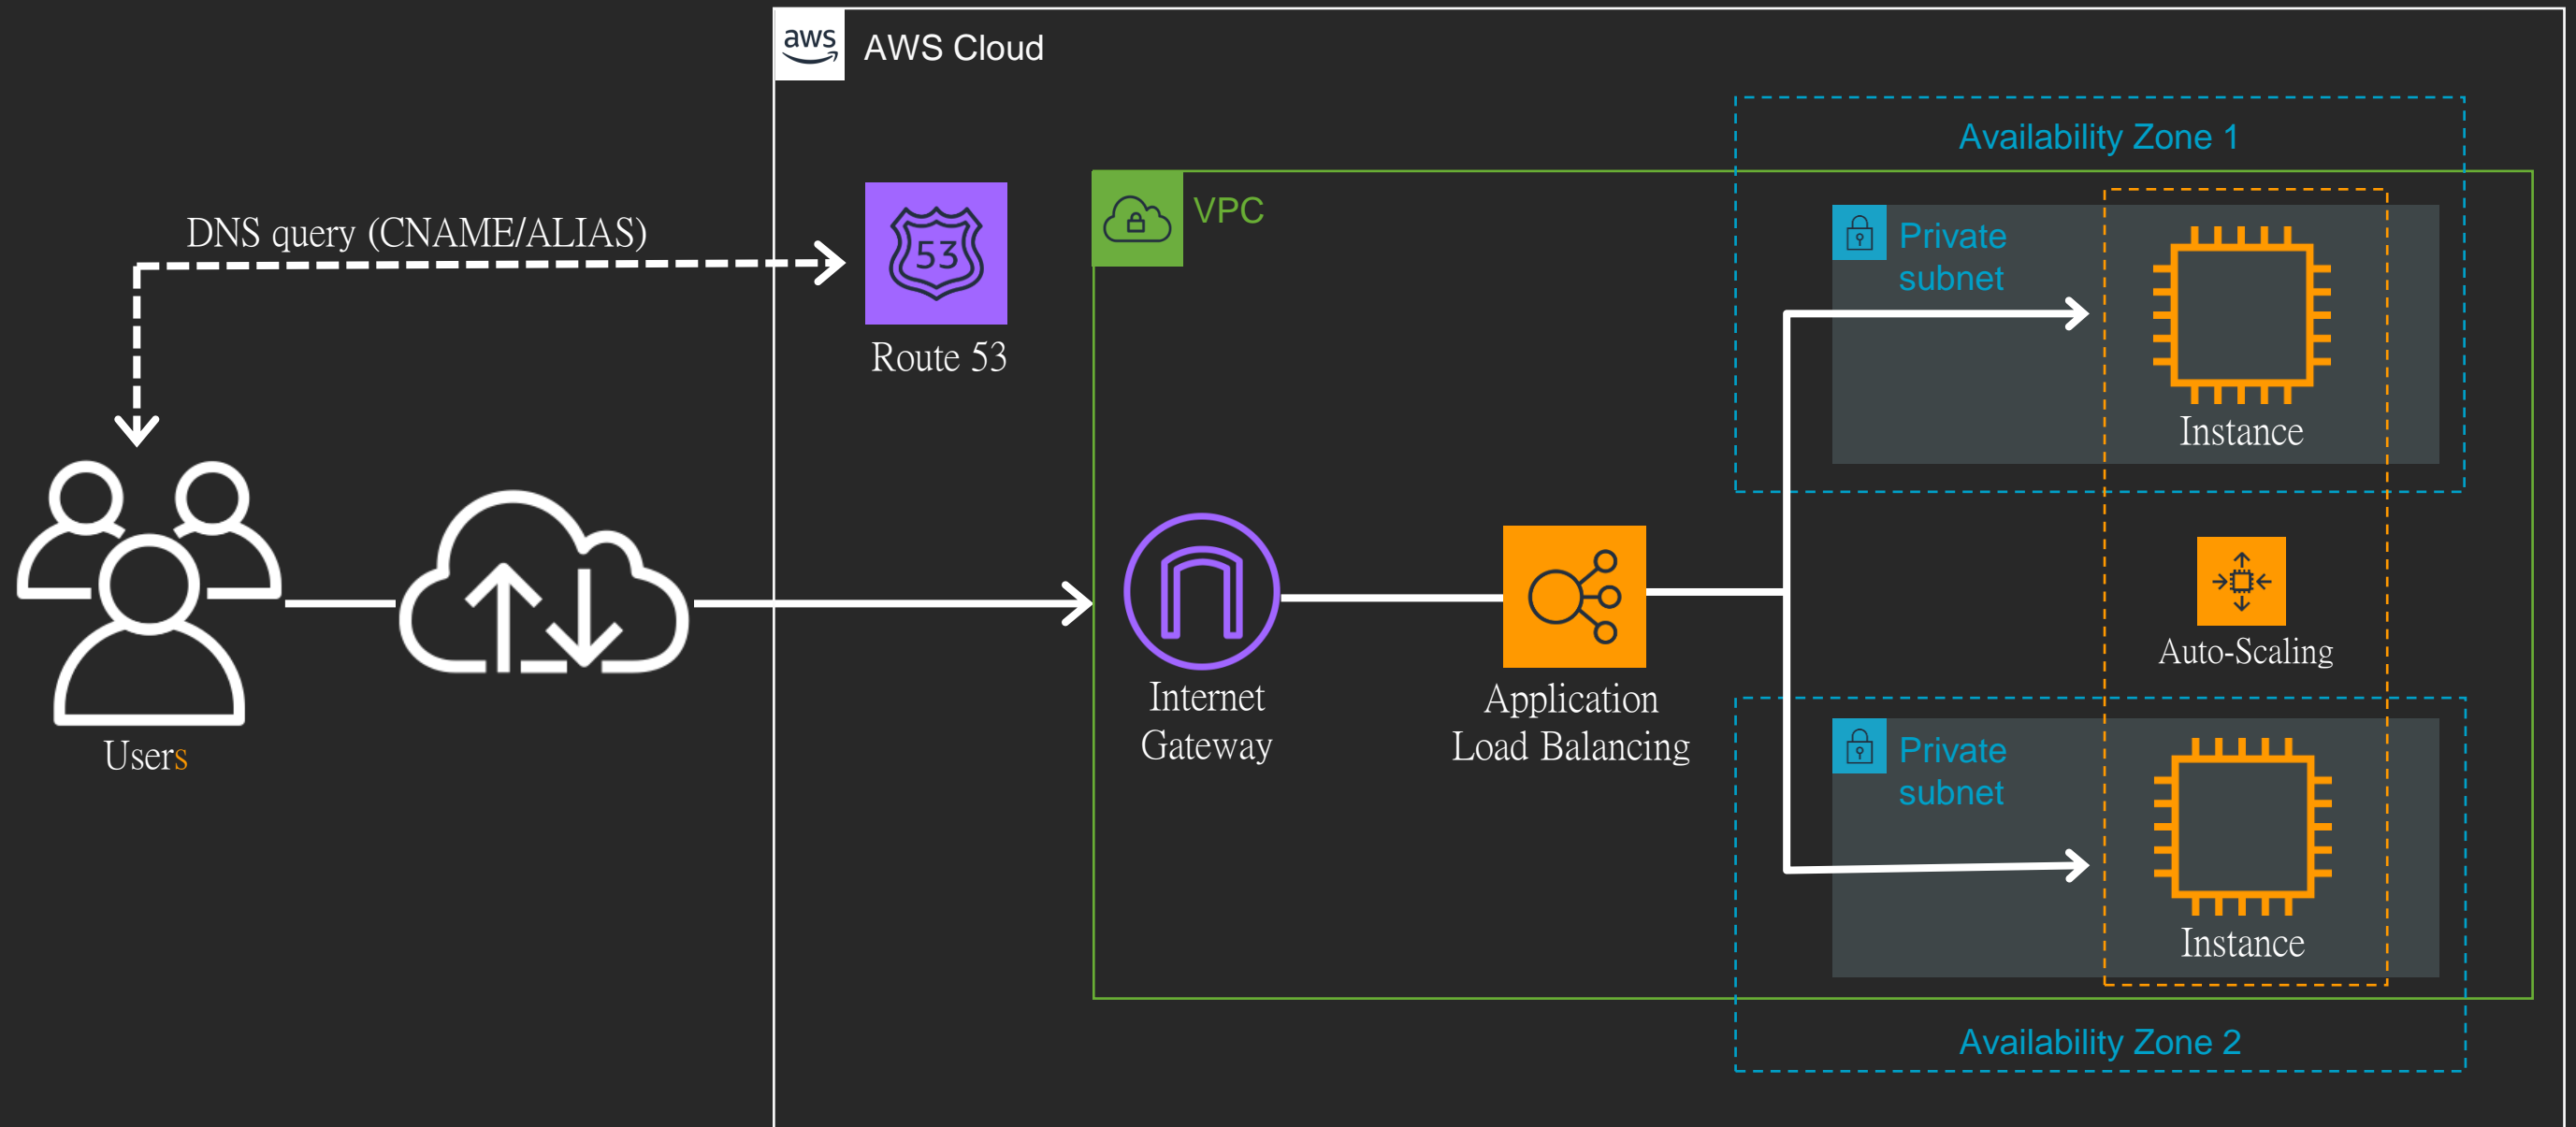 aws
AWS Cloud
Availability Zone 1
DNS query (CNAME/ALIAS)
53
Route 53
VPC
Private
subnet
Instance
Users
Internet
Gateway
Application
Load Balancing
Auto-Scaling
Private
subnet
Instance
Availability Zone 2